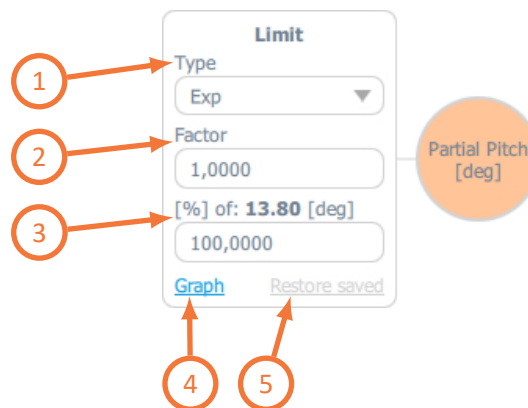 Limit
1
Type
Exp
2
Factor
1,0000
Partial Pitch
[deg]
3
[%] of: 13.80 [deg]
100,0000
Graph Restore saved
4 5